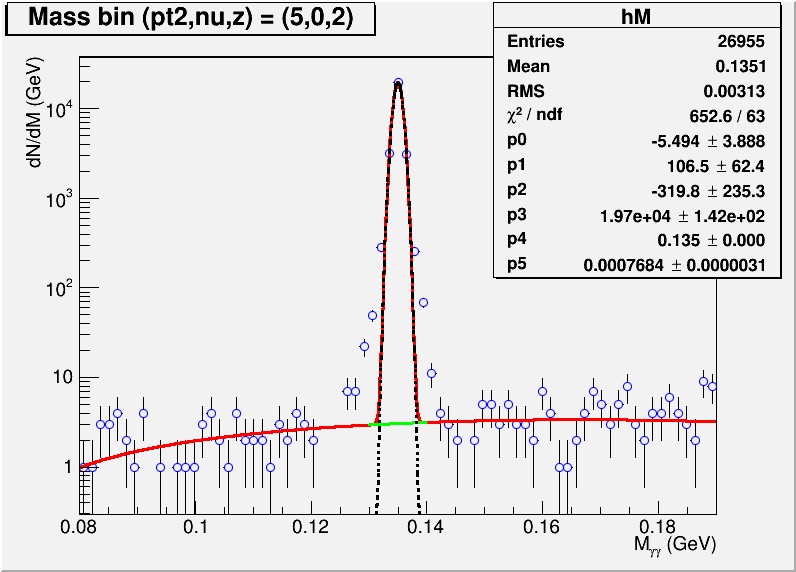 Mass bin (pt2,nu,z) = (5,0,2)
hM
Entries 26955
Mean 0.1351
RMS 0.00313
χ² / ndf 652.6 / 63
p0 -5.494 ± 3.888
p1 106.5 ± 62.4
p2 -319.8 ± 235.3
p3 1.97e+04 ± 1.42e+02
p4 0.135 ± 0.000
p5 0.0007684 ± 0.0000031
dN/dM (GeV)
10⁴
10³
10²
10
1
0.08 0.1 0.12 0.14 0.16 0.18
Mγγ (GeV)